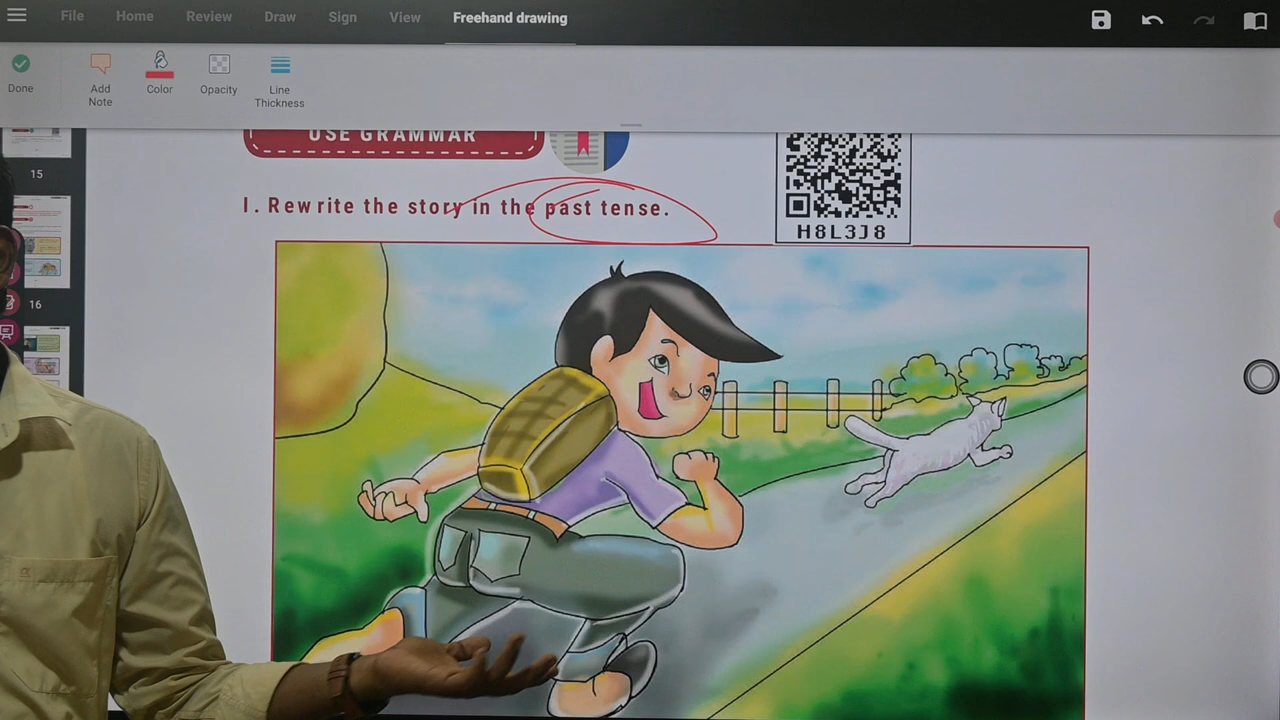 File Home Review Draw Sign View Freehand drawing
Done
Add Note
Color
Opacity
Line Thickness
USE GRAMMAR
15
16
I. Rewrite the story in the past tense.
H8L3J8